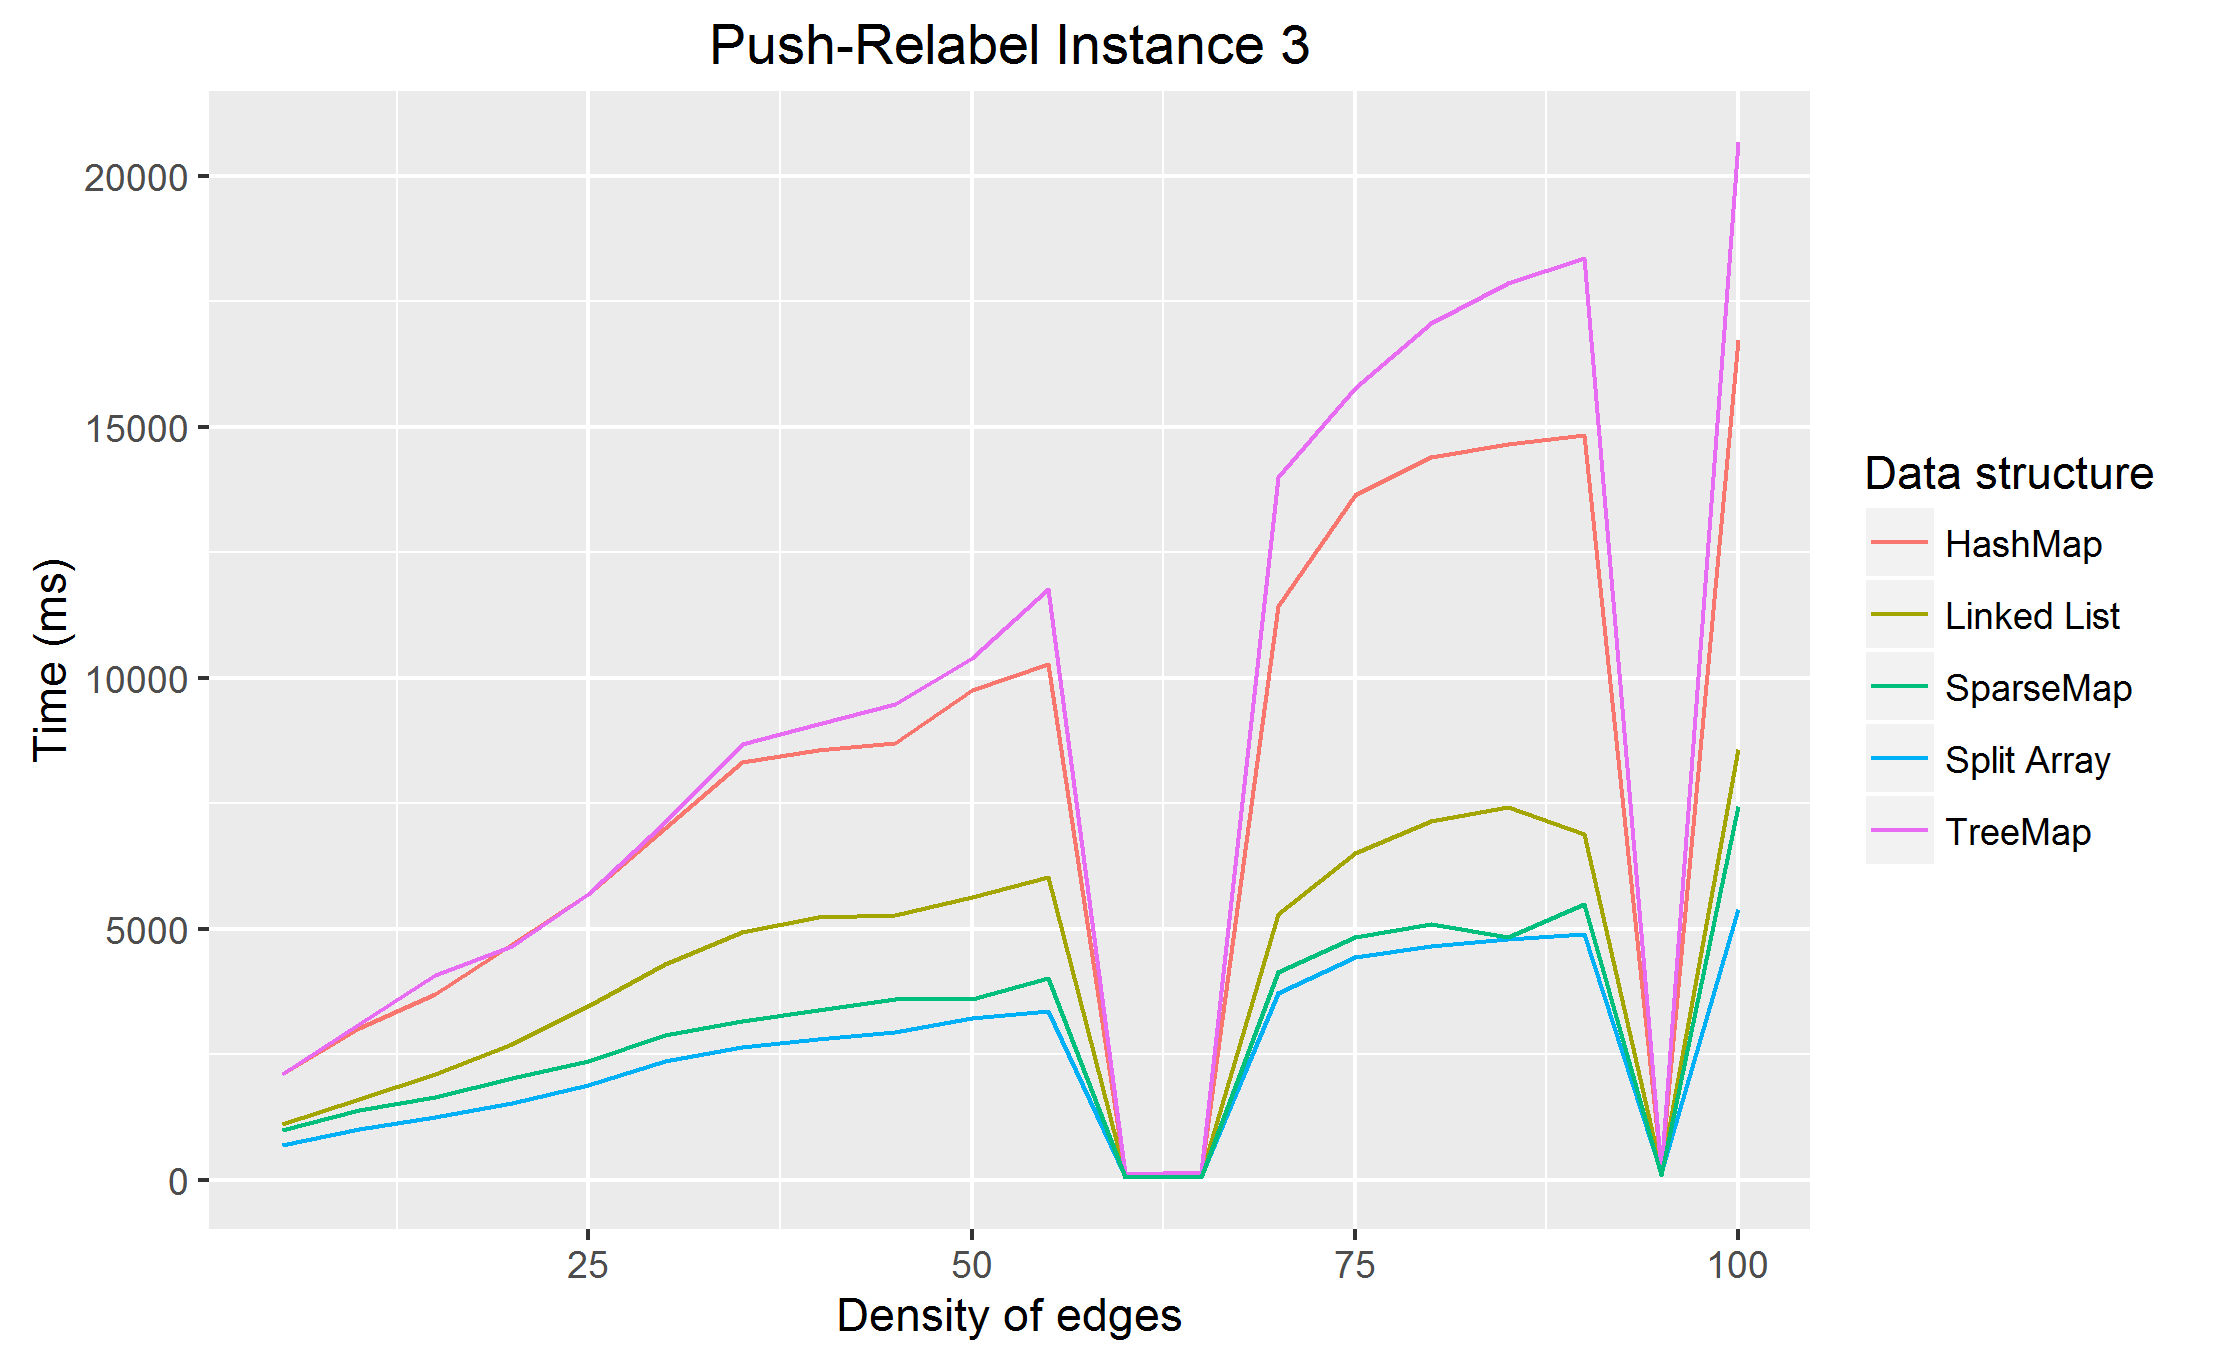 Push-Relabel Instance 3
Time (ms)
20000
15000
10000
5000
0
25 50 75 100
Density of edges
Data structure
HashMap
Linked List
SparseMap
Split Array
TreeMap